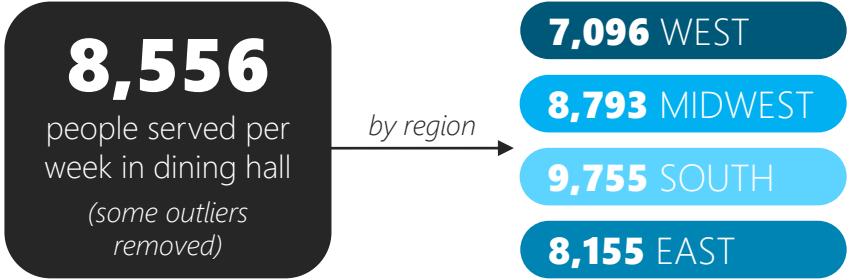 8,556
people served per
week in dining hall
(some outliers
removed)
by region
7,096 WEST
8,793 MIDWEST
9,755 SOUTH
8,155 EAST